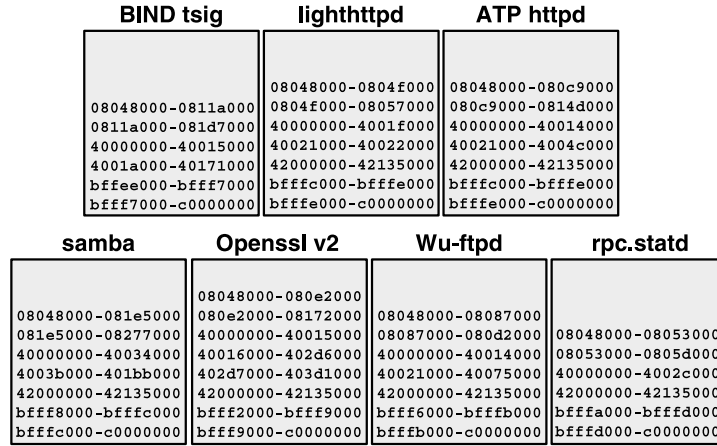 BIND tsig
08048000-0811a000
0811a000-081d7000
40000000-40015000
4001a000-40171000
bffee000-bfff7000
bfff7000-c0000000
lighthttpd
08048000-0804f000
0804f000-08057000
40000000-4001f000
40021000-40022000
42000000-42135000
bfffc000-bfffe000
bfffe000-c0000000
ATP httpd
08048000-080c9000
080c9000-0814d000
40000000-40014000
40021000-4004c000
42000000-42135000
bfffc000-bfffe000
bfffe000-c0000000
samba
08048000-081e5000
081e5000-08277000
40000000-40034000
4003b000-401bb000
42000000-42135000
bfff8000-bfffc000
bfffc000-c0000000
Openssl v2
08048000-080e2000
080e2000-08172000
40000000-40015000
40016000-402d6000
402d7000-403d1000
42000000-42135000
bfff2000-bfff9000
bfff9000-c0000000
Wu-ftpd
08048000-08087000
08087000-080d2000
40000000-40014000
40021000-40075000
42000000-42135000
bfff6000-bfffb000
bfffb000-c0000000
rpc.statd
08048000-08053000
08053000-0805d000
40000000-4002c000
42000000-42135000
bfffa000-bfffd000
bfffd000-c0000000